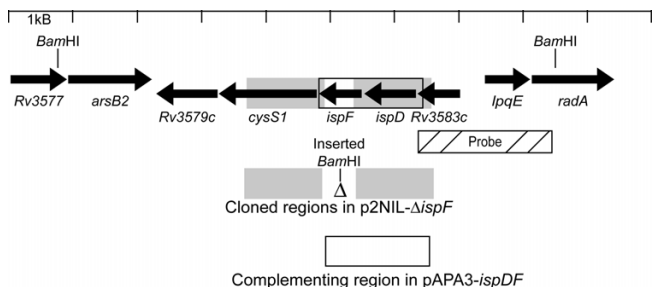 1kB
BamHI BamHI
Rv3577 arsB2 Rv3579c cysS1 ispF ispD Rv3583c lpqE radA
Probe
Inserted
BamHI
Δ
Cloned regions in p2NIL-ΔispF
Complementing region in pAPA3-ispDF